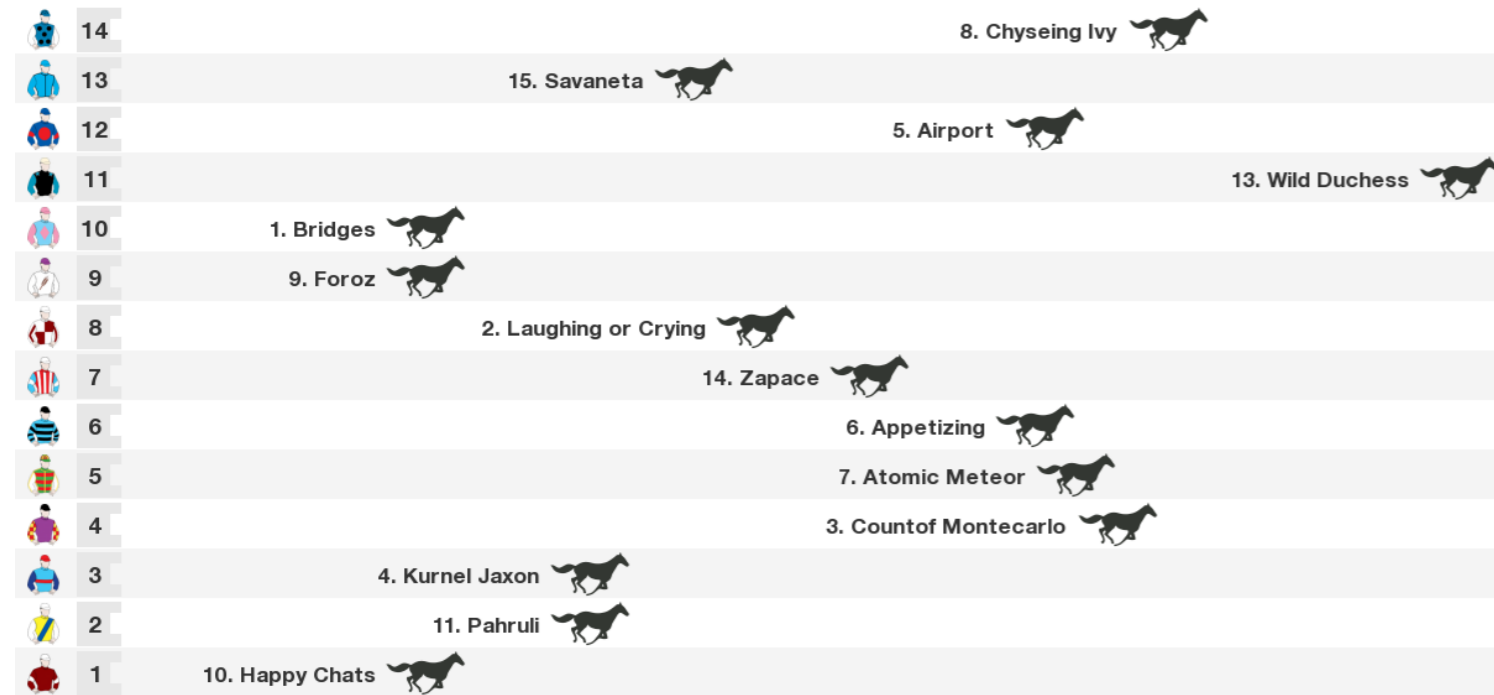 14 8. Chyseing Ivy
13 15. Savaneta
12 5. Airport
11 13. Wild Duchess
10 1. Bridges
9 9. Foroz
8 2. Laughing or Crying
7 14. Zapace
6 6. Appetizing
5 7. Atomic Meteor
4 3. Countof Montecarlo
3 4. Kurnel Jaxon
2 11. Pahruli
1 10. Happy Chats